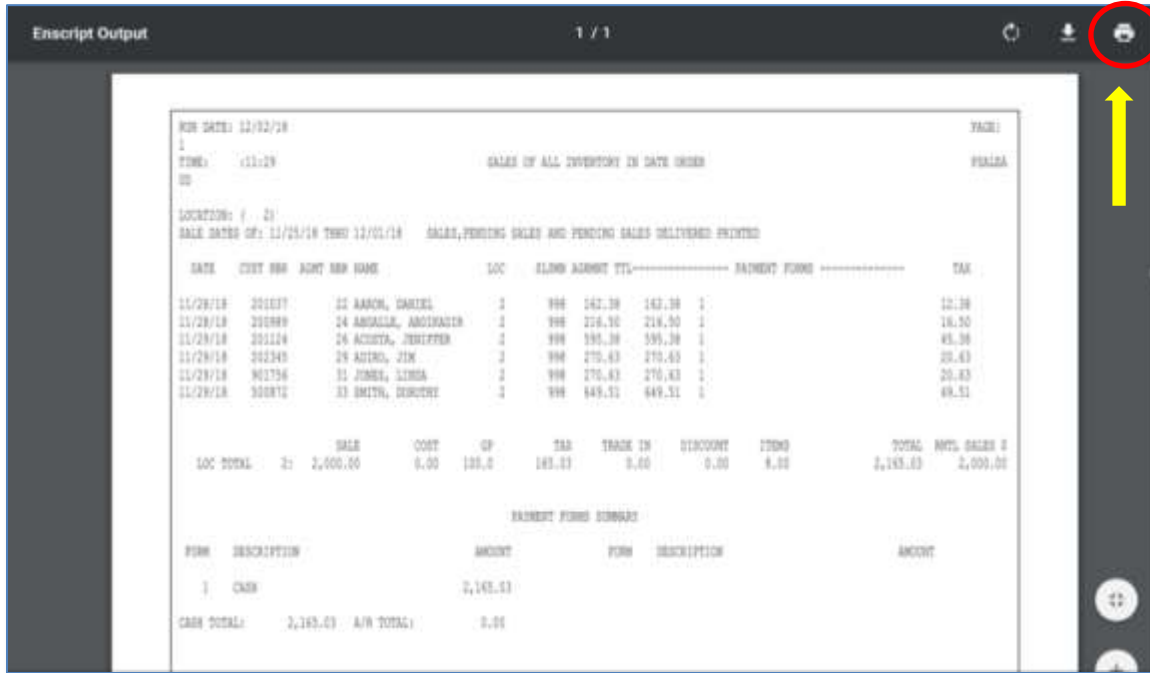 Enscript Output 1 / 1
RUN DATE: 12/02/18 PAGE:
1
TIME: :11:29 SALES OF ALL INVENTORY IN DATE ORDER
LOCATION: ( 2)
SALE DATES OF: 11/25/18 THRU 12/01/18 SALES,PENDING SALES AND PENDING SALES DELIVERED PRINTED
DATE CUST NBR AGMT NBR NAME LOC SLSMN AGRMNT TTL---------------- PAYMENT FORMS -------------- TAX
11/28/18 201037 22 AARON, DANIEL 2 998 162.38 162.38 1 12.38
11/28/18 200989 24 2 998 216.50 216.50 1 16.50
11/29/18 201124 26 ACOSTA, JENIFFER 2 998 595.38 595.38 1 45.38
11/29/18 202345 29 ADIRO, JIM 2 998 270.63 270.63 1 20.63
11/29/18 901756 31 JONES, LINDA 2 998 270.63 270.63 1 20.63
11/29/18 500872 33 SMITH, DOROTHY 2 998 649.51 649.51 1 49.51
SALE COST GP TAX TRADE IN DISCOUNT ITEMS TOTAL RNTL SALES $
LOC TOTAL 2: 2,000.00 0.00 100.0 165.03 0.00 0.00 2,165.03 2,000.00
PAYMENT FORMS SUMMARY
FORM DESCRIPTION AMOUNT FORM DESCRIPTION AMOUNT
1 CASH 2,165.03
CASH TOTAL: 2,165.03 A/R TOTAL: 0.00